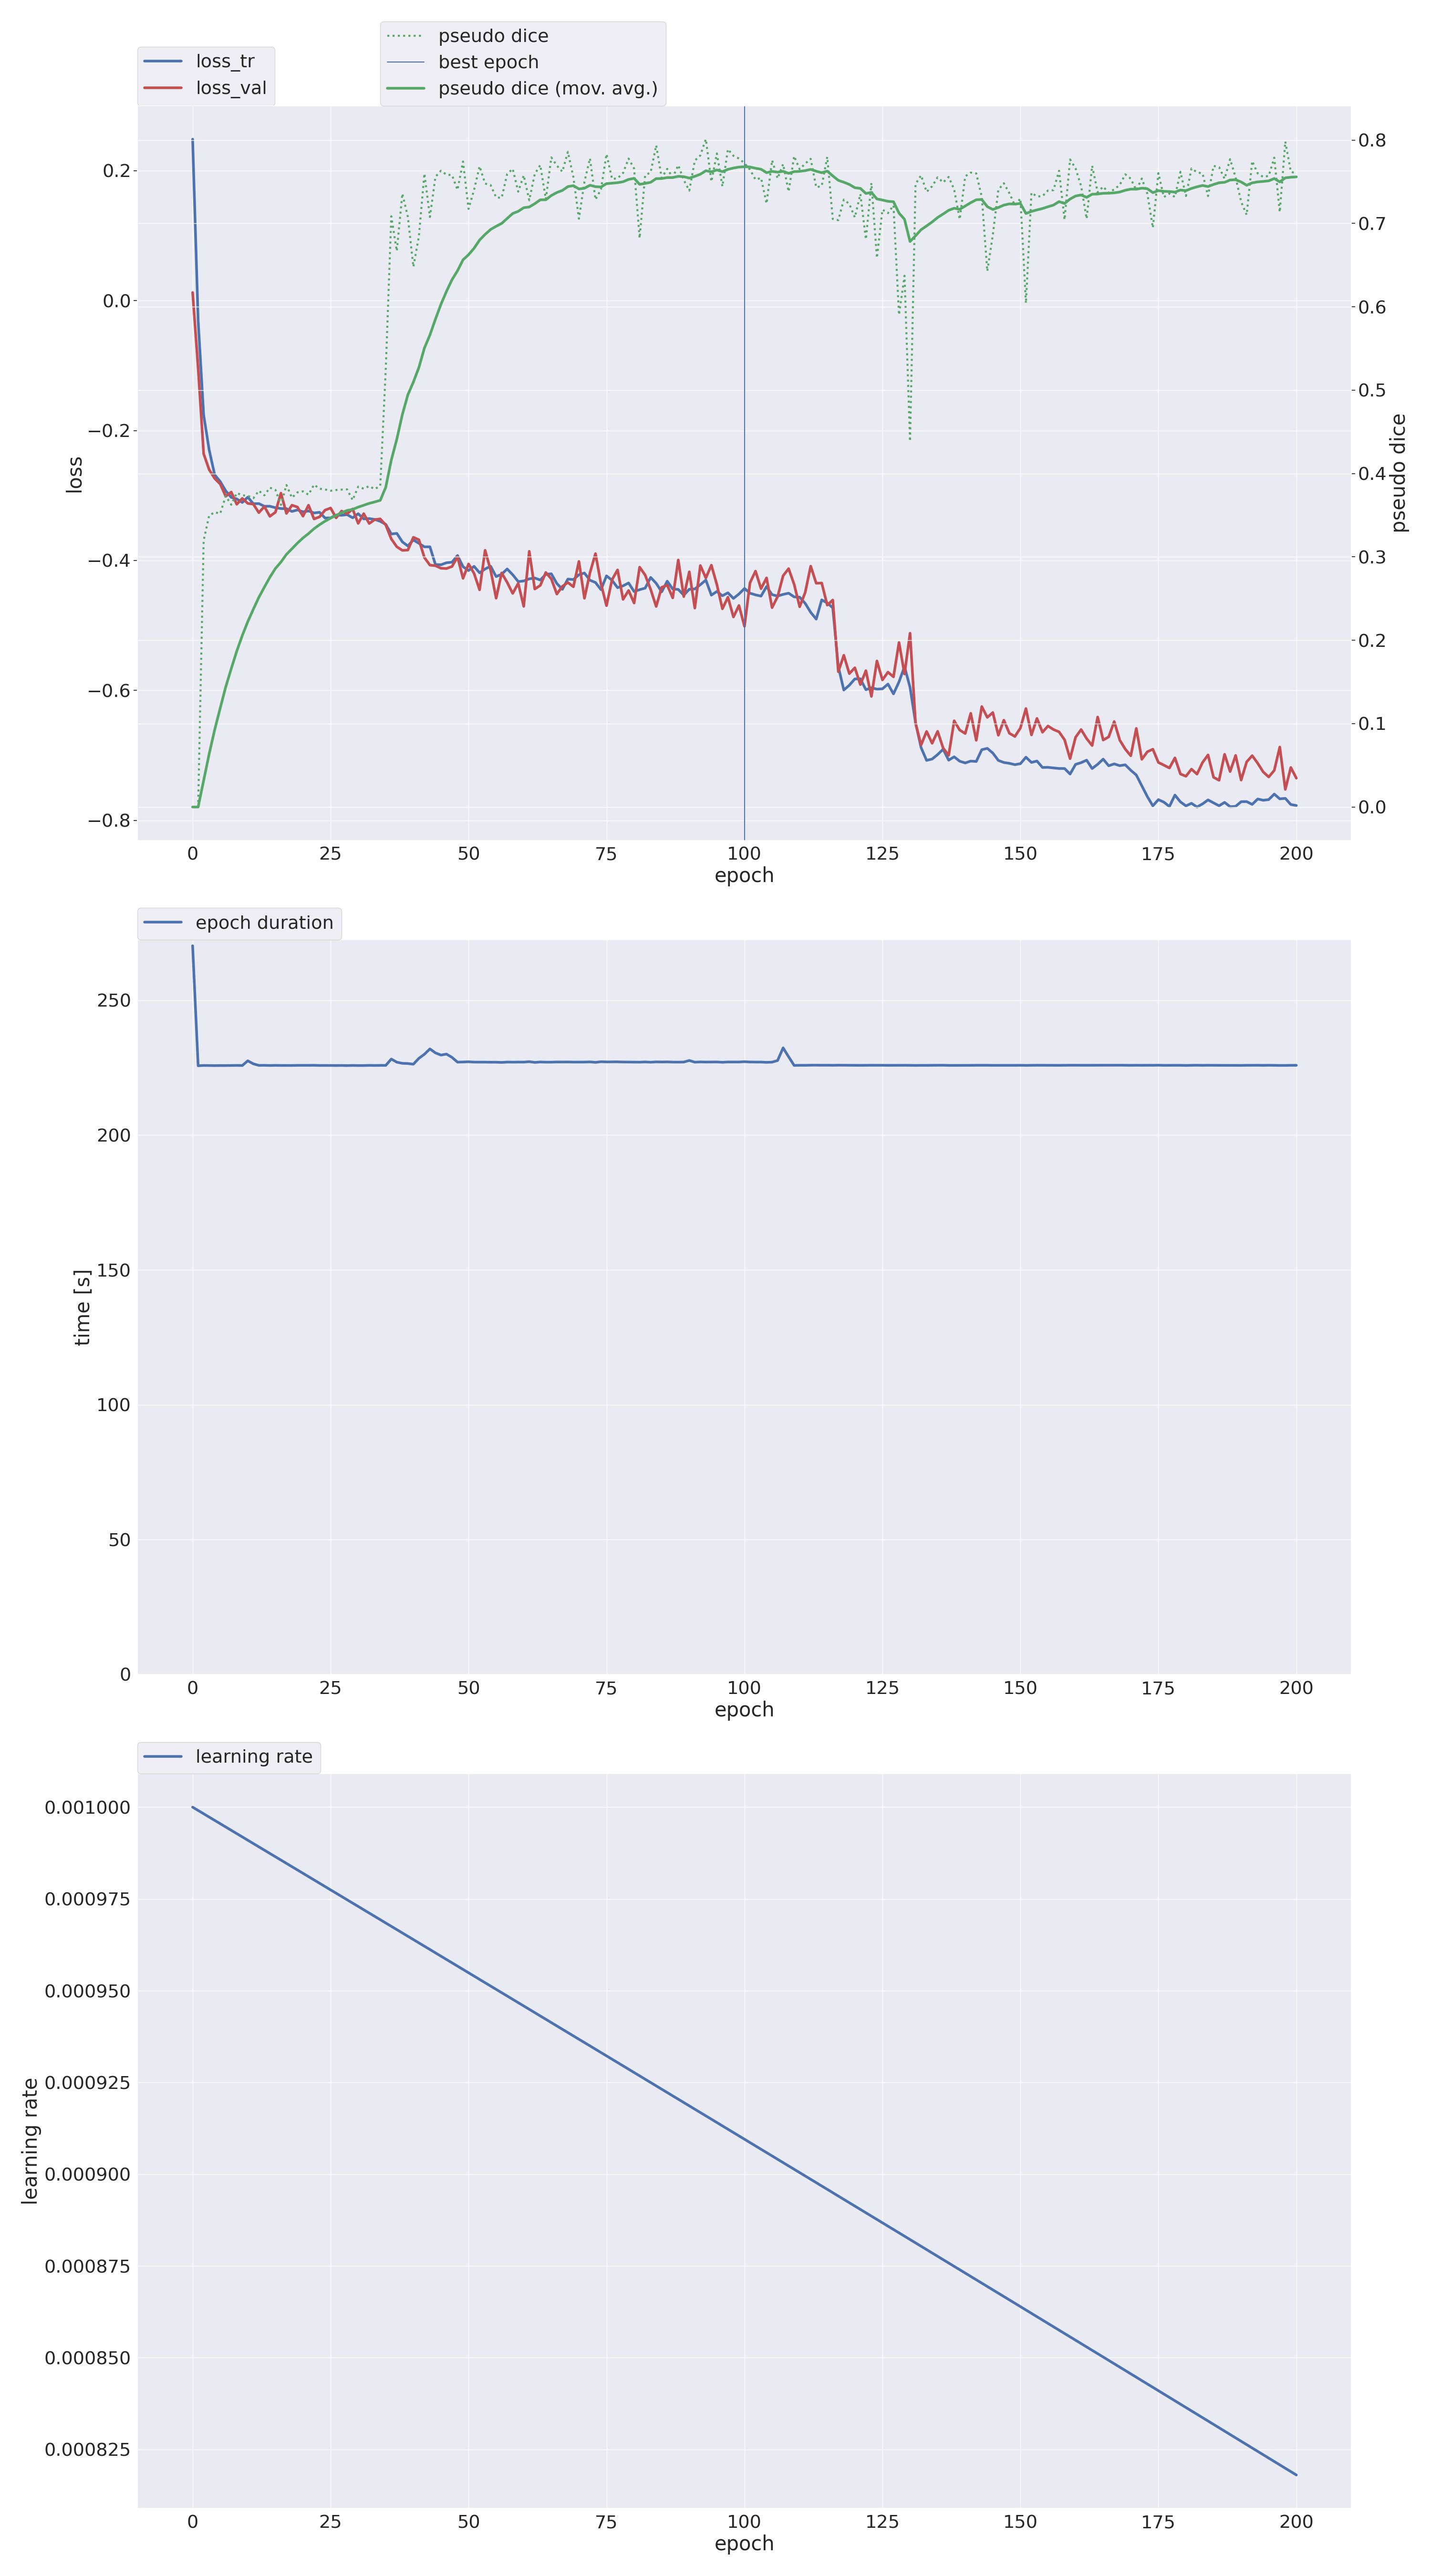 loss_tr
loss_val
pseudo dice
best epoch
pseudo dice (mov. avg.)
0.2
0.0
−0.2
−0.4
−0.6
−0.8
loss
0.8
0.7
0.6
0.5
0.4
0.3
0.2
0.1
0.0
pseudo dice
0 25 50 75 100 125 150 175 200
epoch
epoch duration
250
200
150
100
50
0
time [s]
0 25 50 75 100 125 150 175 200
epoch
learning rate
0.001000
0.000975
0.000950
0.000925
0.000900
0.000875
0.000850
0.000825
learning rate
0 25 50 75 100 125 150 175 200
epoch